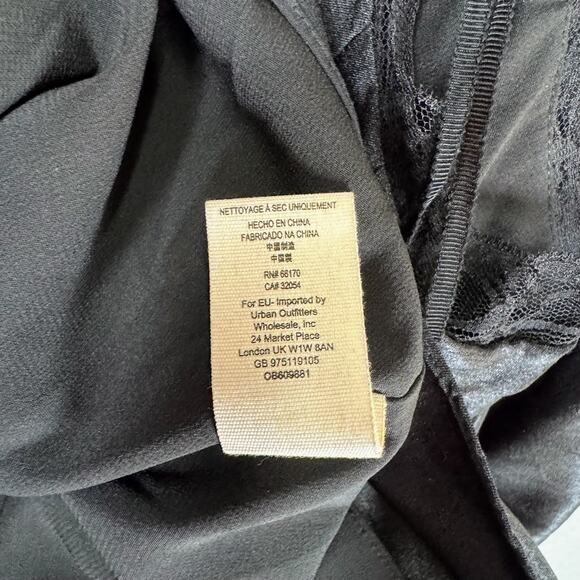 NETTOYAGE À SEC UNIQUEMENT
HECHO EN CHINA
FABRICADO NA CHINA
中國制造
中國製
RN# 66170
CA# 32054
For EU- Imported by
Urban Outfitters
Wholesale, Inc
24 Market Place
London UK W1W 8AN
GB 975119105
OB609881